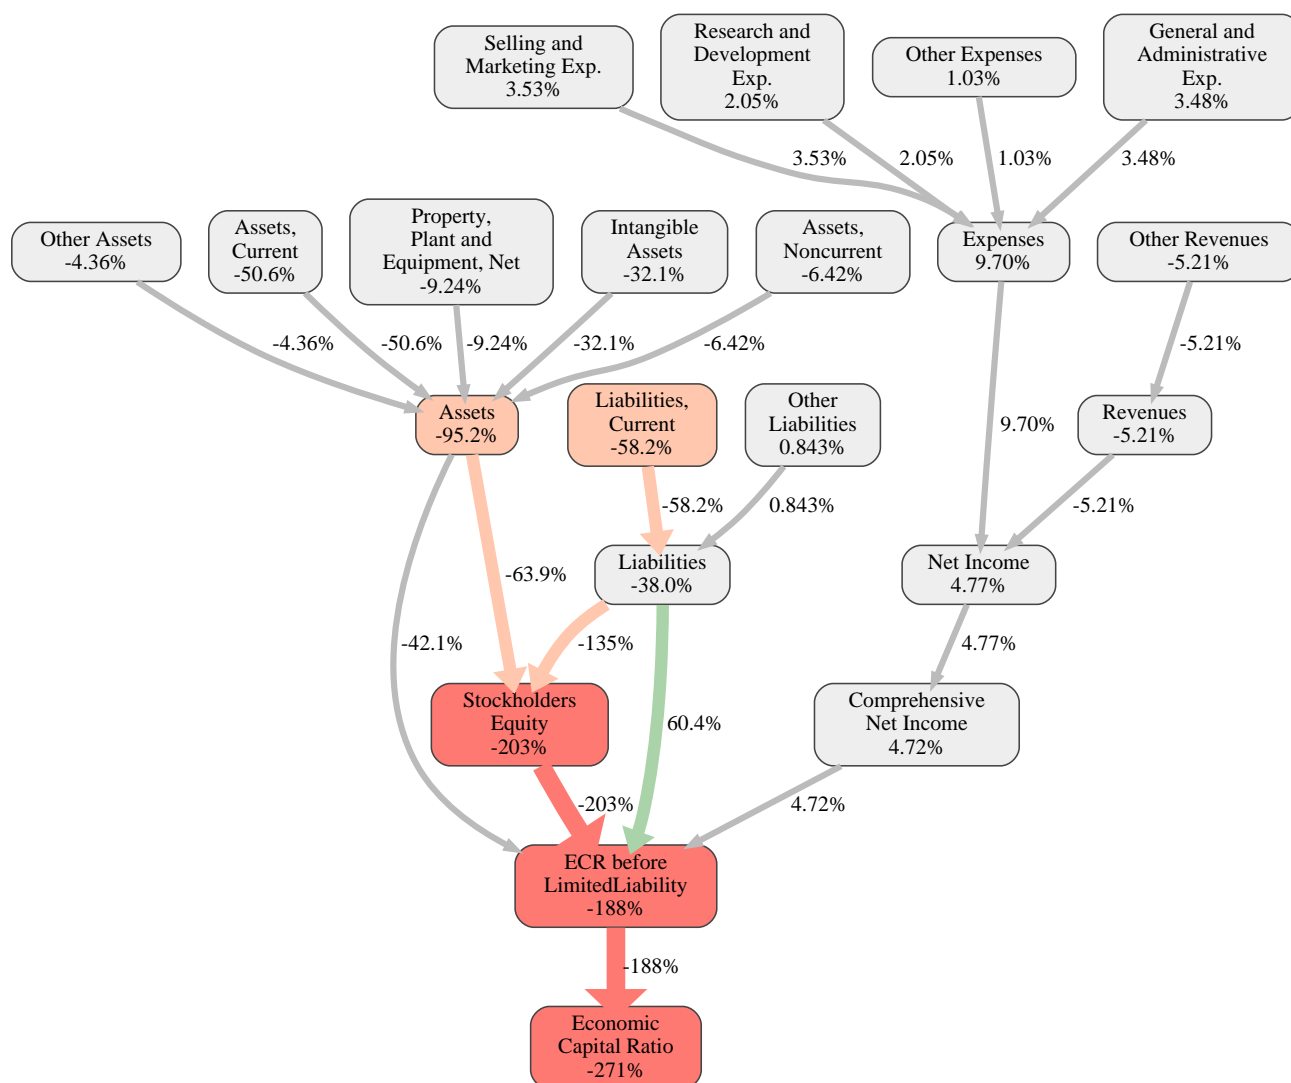 Selling and
Marketing Exp.
3.53%
Research and
Development
Exp.
2.05%
Other Expenses
1.03%
General and
Administrative
Exp.
3.48%
3.53%
2.05%
1.03%
3.48%
Other Assets
-4.36%
Assets,
Current
-50.6%
Property,
Plant and
Equipment, Net
-9.24%
Intangible
Assets
-32.1%
Assets,
Noncurrent
-6.42%
Expenses
9.70%
Other Revenues
-5.21%
-4.36%
-50.6%
-9.24%
-32.1%
-6.42%
-5.21%
Assets
-95.2%
Liabilities,
Current
-58.2%
Other
Liabilities
0.843%
9.70%
Revenues
-5.21%
-58.2%
0.843%
-5.21%
-63.9%
Liabilities
-38.0%
Net Income
4.77%
-42.1%
-135%
4.77%
Stockholders
Equity
-203%
60.4%
Comprehensive
Net Income
4.72%
-203%
4.72%
ECR before
LimitedLiability
-188%
-188%
Economic
Capital Ratio
-271%